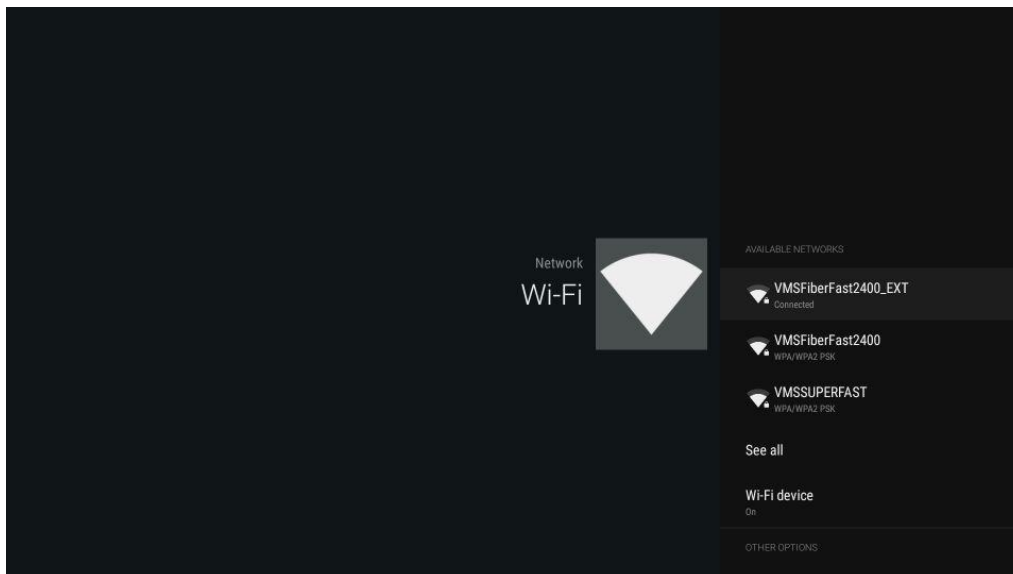 Network
Wi-Fi
AVAILABLE NETWORKS
VMSFiberFast2400_EXT
Connected
VMSFiberFast2400
WPA/WPA2 PSK
VMSSUPERFAST
WPA/WPA2 PSK
See all
Wi-Fi device
On
OTHER OPTIONS